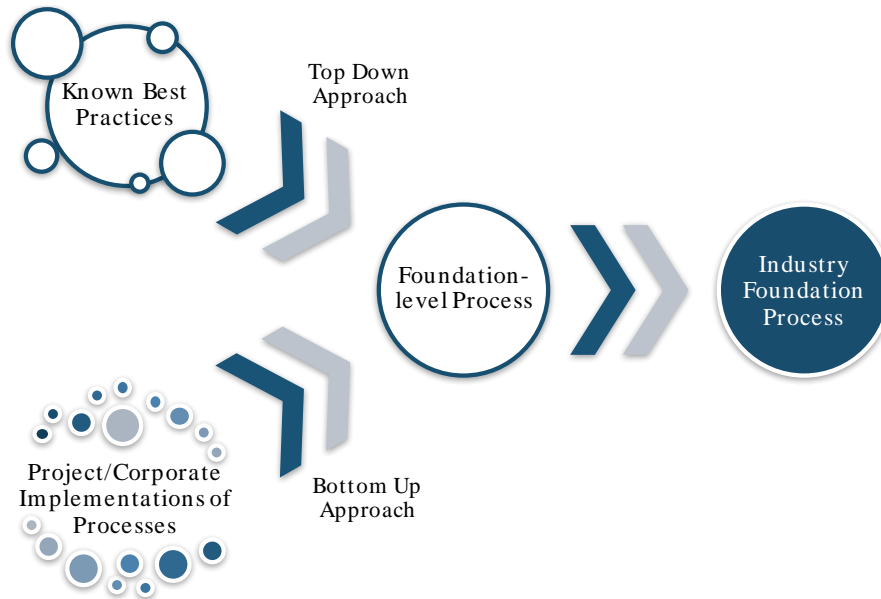 Known Best
Practices
Top Down
Approach
Foundation-
level Process
Industry
Foundation
Process
Project/Corporate
Implementations of
Processes
Bottom Up
Approach